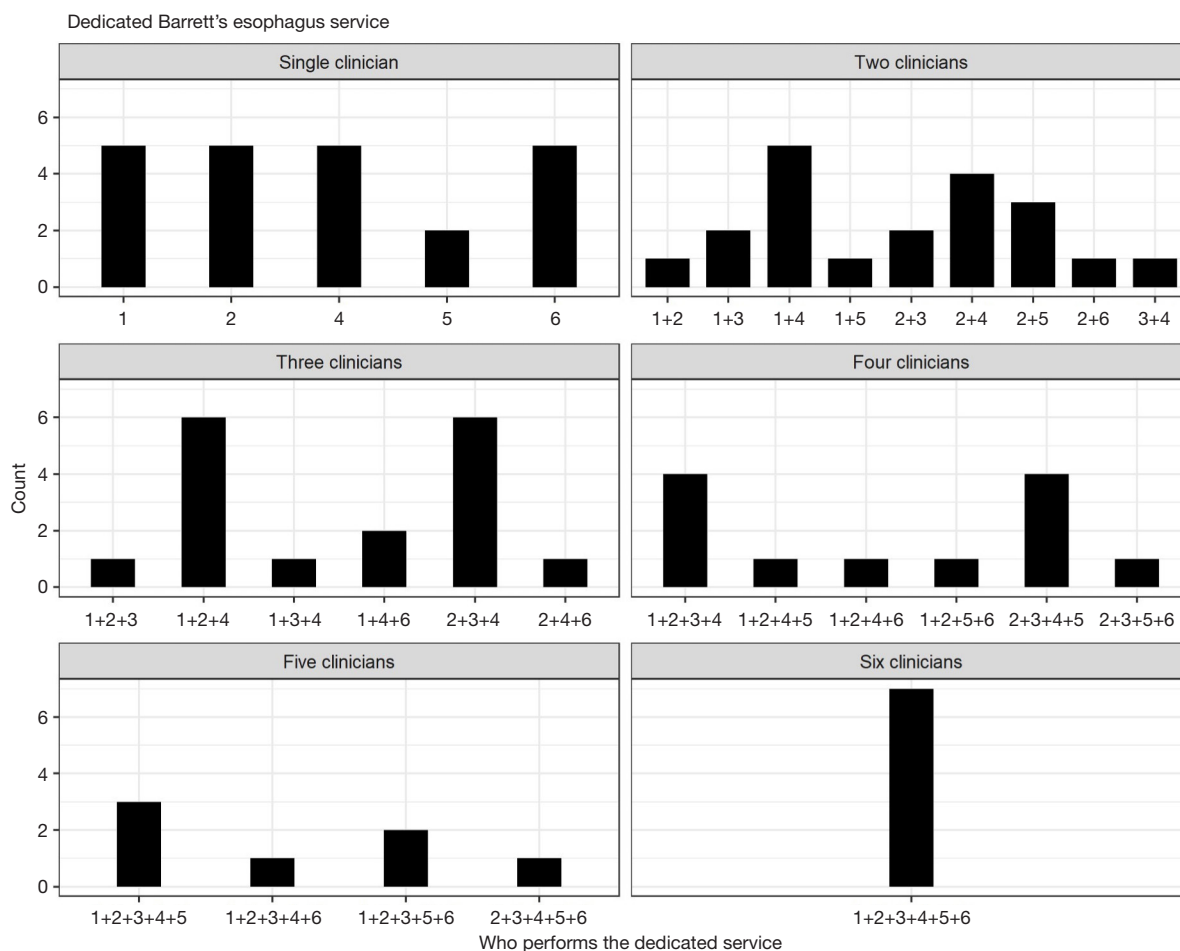 Dedicated Barrett’s esophagus service
Single clinician
Two clinicians
6
4
2
0
1 2 4 5 6
1+2 1+3 1+4 1+5 2+3 2+4 2+5 2+6 3+4
Three clinicians
Four clinicians
Count
6
4
2
0
1+2+3 1+2+4 1+3+4 1+4+6 2+3+4 2+4+6
1+2+3+4 1+2+4+5 1+2+4+6 1+2+5+6 2+3+4+5 2+3+5+6
Five clinicians
Six clinicians
6
4
2
0
1+2+3+4+5 1+2+3+4+6 1+2+3+5+6 2+3+4+5+6
1+2+3+4+5+6
Who performs the dedicated service